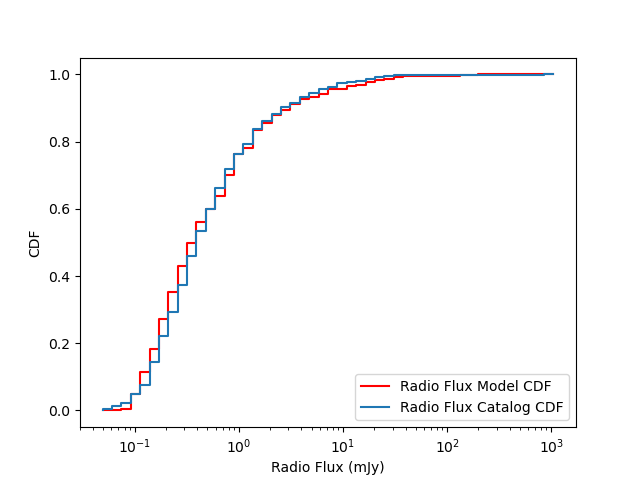 1.0
0.8
0.6
0.4
0.2
0.0
CDF
10⁻¹ 10⁰ 10¹ 10² 10³
Radio Flux (mJy)
Radio Flux Model CDF
Radio Flux Catalog CDF